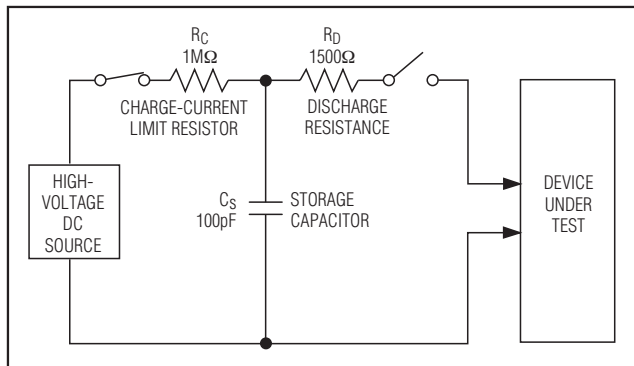 R_C
1MΩ
CHARGE-CURRENT
LIMIT RESISTOR
R_D
1500Ω
DISCHARGE
RESISTANCE
HIGH-
VOLTAGE
DC
SOURCE
C_S
100pF
STORAGE
CAPACITOR
DEVICE
UNDER
TEST